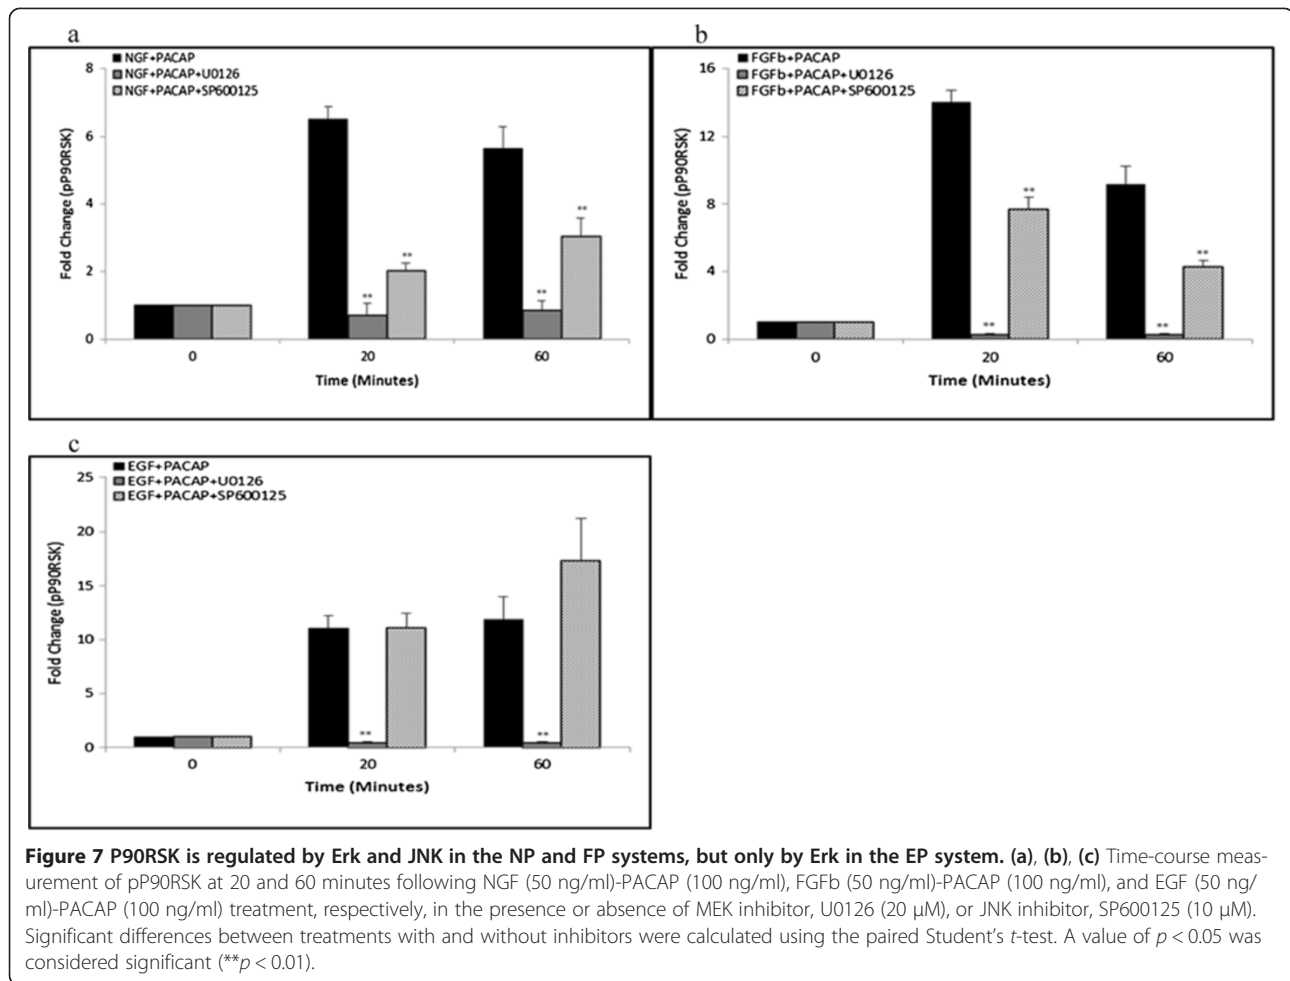 a
NGF+PACAP
NGF+PACAP+U0126
NGF+PACAP+SP600125
Fold Change (pP90RSK)
8
6
4
2
0
**
**
**
**
0 20 60
Time (Minutes)
b
FGFb+PACAP
FGFb+PACAP+U0126
FGFb+PACAP+SP600125
Fold Change (pP90RSK)
16
12
8
4
0
**
**
**
**
0 20 60
Time (Minutes)
c
EGF+PACAP
EGF+PACAP+U0126
EGF+PACAP+SP600125
Fold Change (pP90RSK)
25
20
15
10
5
0
**
**
0 20 60
Time (Minutes)
Figure 7 P90RSK is regulated by Erk and JNK in the NP and FP systems, but only by Erk in the EP system. (a), (b), (c) Time-course meas-
urement of pP90RSK at 20 and 60 minutes following NGF (50 ng/ml)-PACAP (100 ng/ml), FGFb (50 ng/ml)-PACAP (100 ng/ml), and EGF (50 ng/
ml)-PACAP (100 ng/ml) treatment, respectively, in the presence or absence of MEK inhibitor, U0126 (20 μM), or JNK inhibitor, SP600125 (10 μM).
Significant differences between treatments with and without inhibitors were calculated using the paired Student's t-test. A value of p < 0.05 was
considered significant (**p < 0.01).